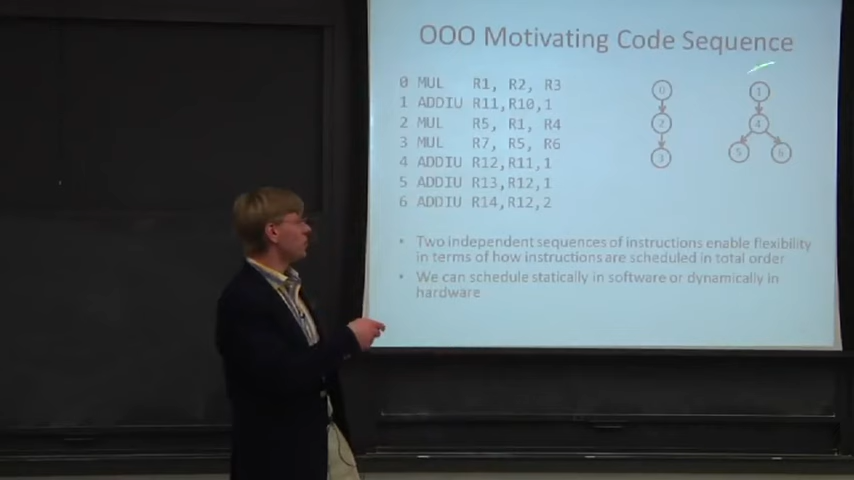 OOO Motivating Code Sequence
0 MUL R1, R2, R3
1 ADDIU R11,R10,1
2 MUL R5, R1, R4
3 MUL R7, R5, R6
4 ADDIU R12,R11,1
5 ADDIU R13,R12,1
6 ADDIU R14,R12,2
0
2
3
1
4
5 6
• Two independent sequences of instructions enable flexibility
in terms of how instructions are scheduled in total order
• We can schedule statically in software or dynamically in
hardware